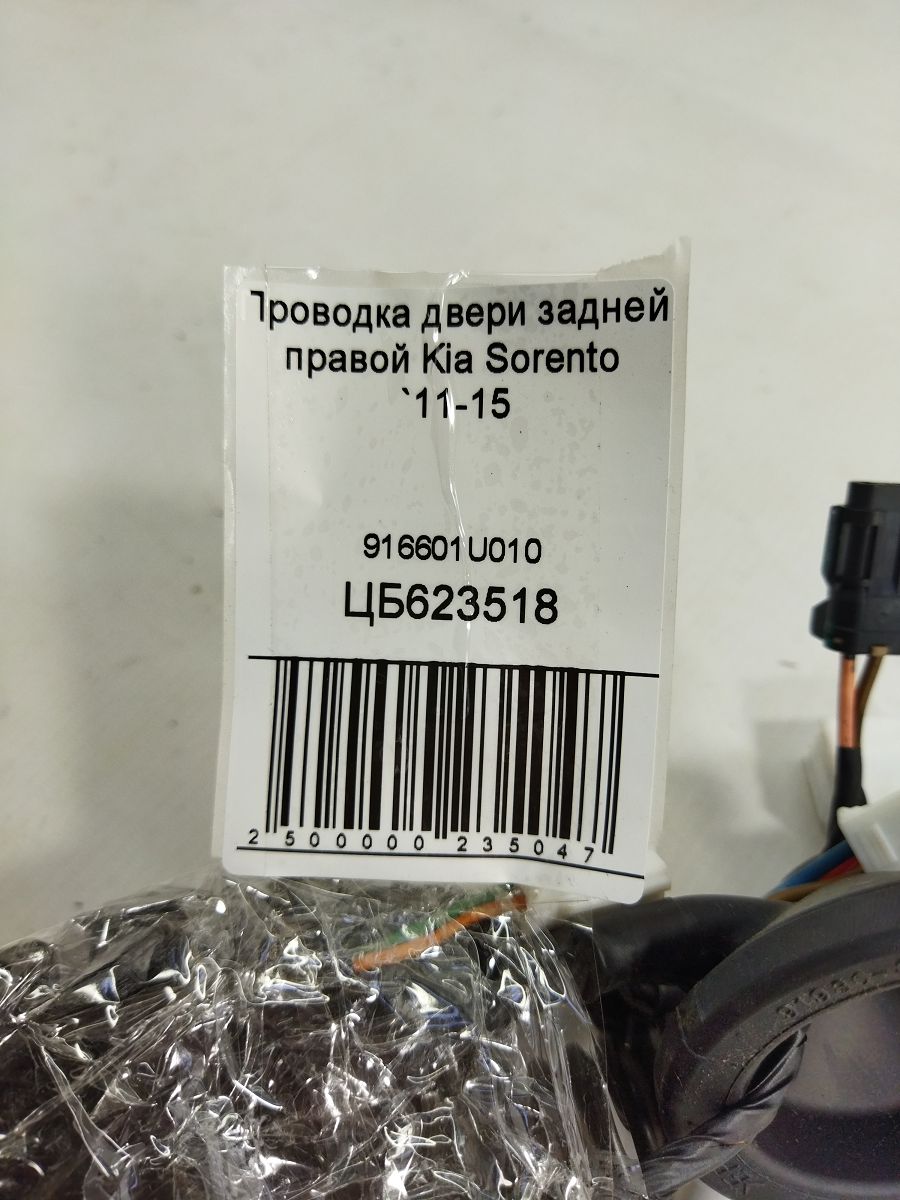 Проводка двери задней
правой Kia Sorento
`11-15
916601U010
ЦБ623518
2 500000 235047